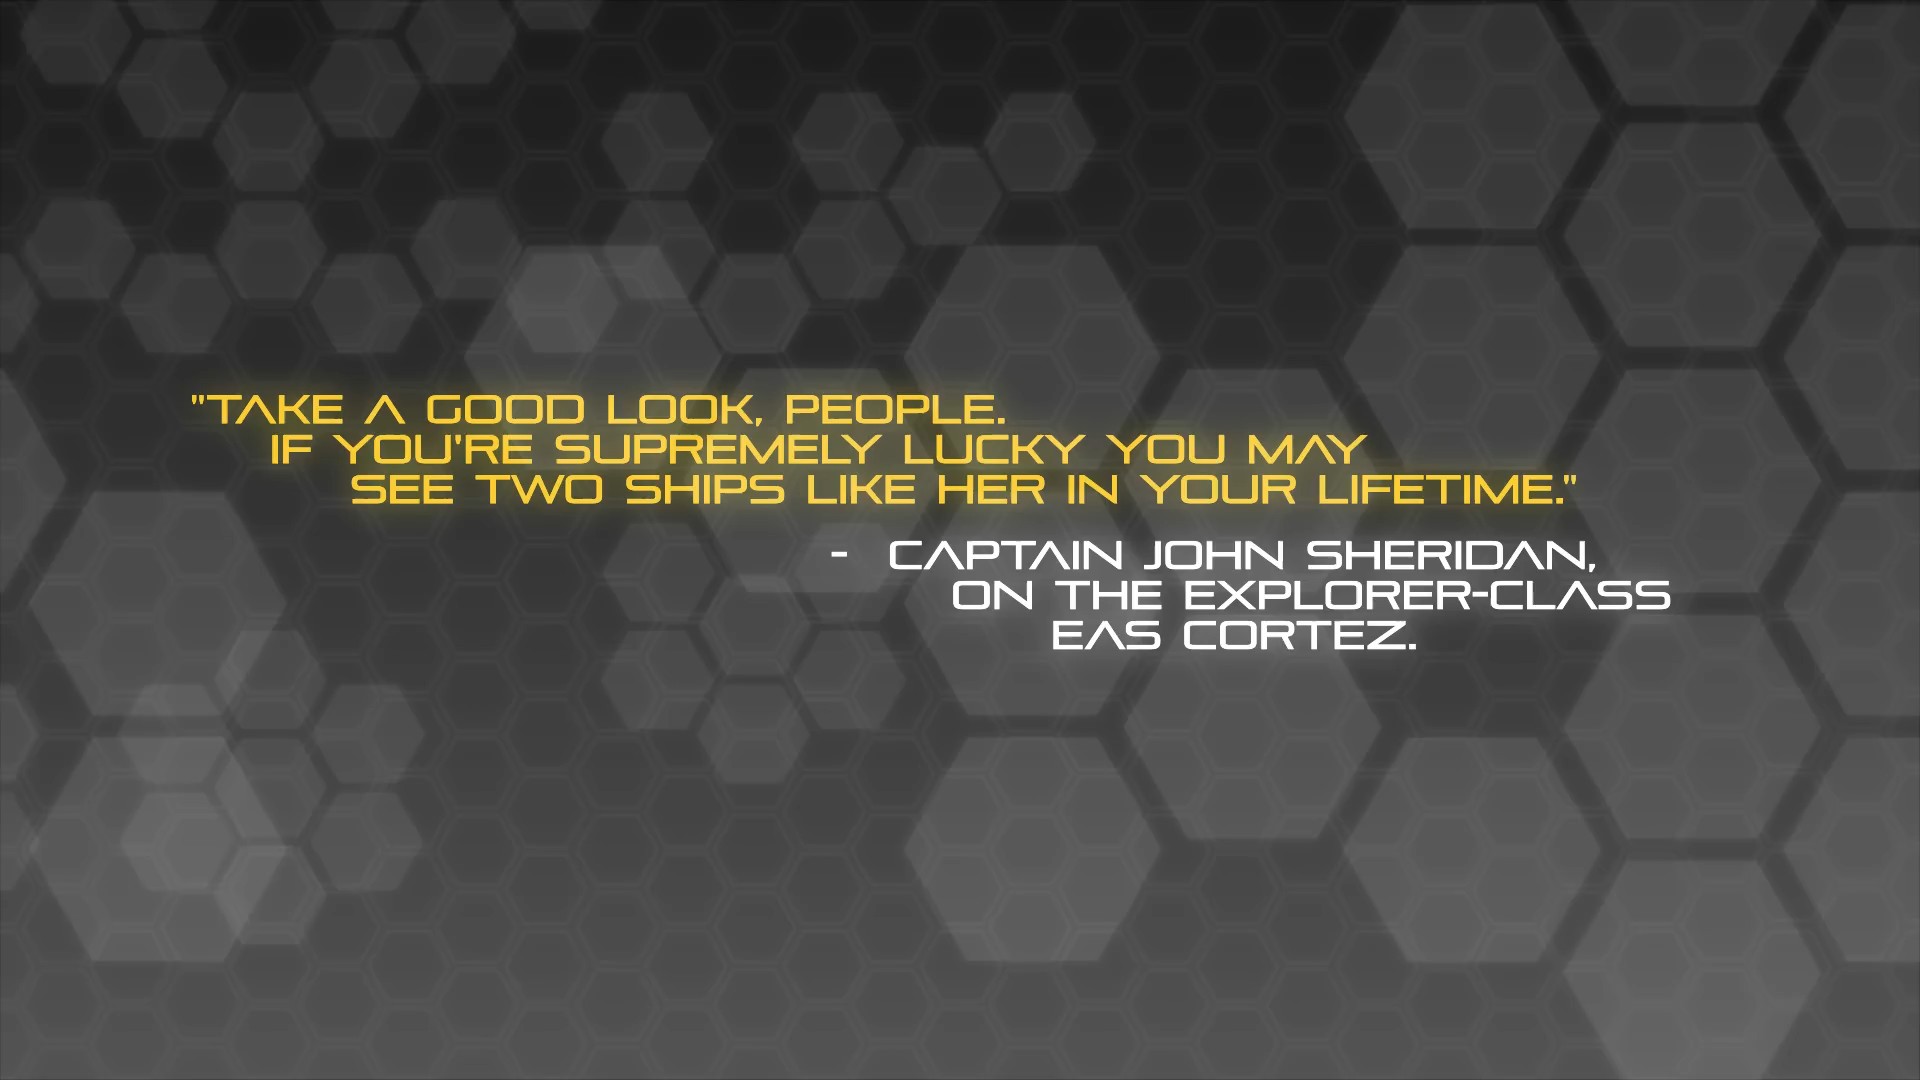 "TAKE A GOOD LOOK, PEOPLE.
IF YOU'RE SUPREMELY LUCKY YOU MAY
SEE TWO SHIPS LIKE HER IN YOUR LIFETIME."
- CAPTAIN JOHN SHERIDAN,
ON THE EXPLORER-CLASS
EAS CORTEZ.